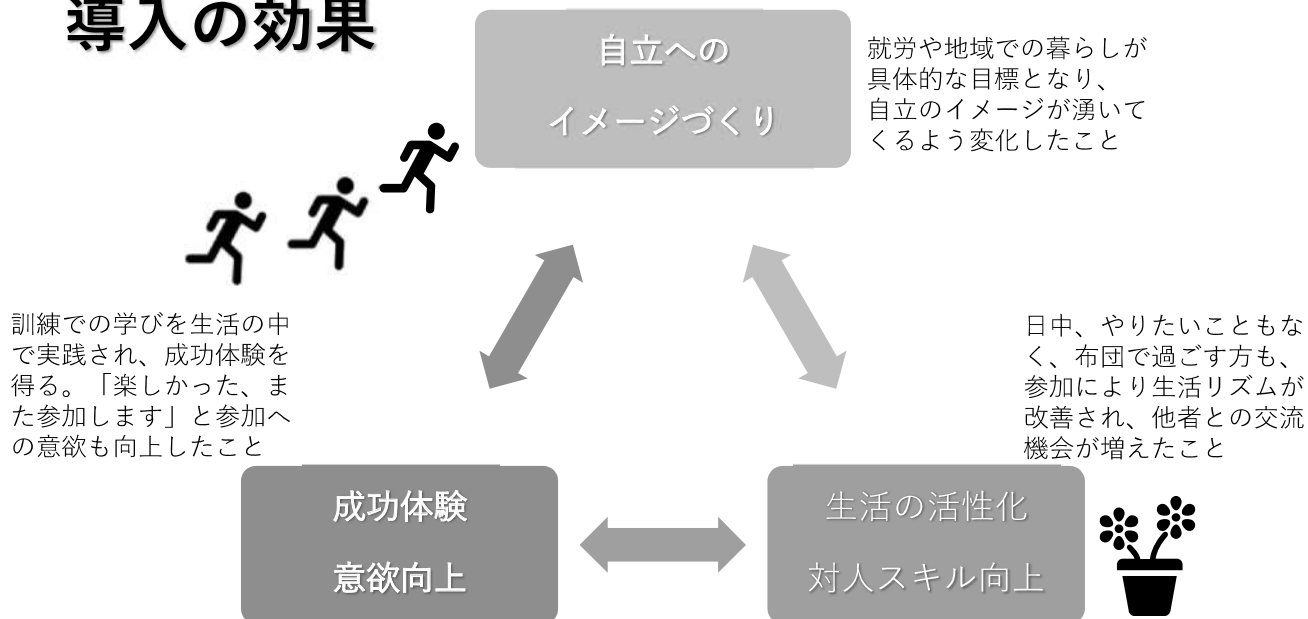 導入の効果
自立への
イメージづくり
就労や地域での暮らしが
具体的な目標となり、
自立のイメージが湧いて
くるよう変化したこと
訓練での学びを生活の中
で実践され、成功体験を
得る。「楽しかった、ま
た参加します」と参加へ
の意欲も向上したこと
日中、やりたいこともな
く、布団で過ごす方も、
参加により生活リズムが
改善され、他者との交流
機会が増えたこと
成功体験
意欲向上
生活の活性化
対人スキル向上